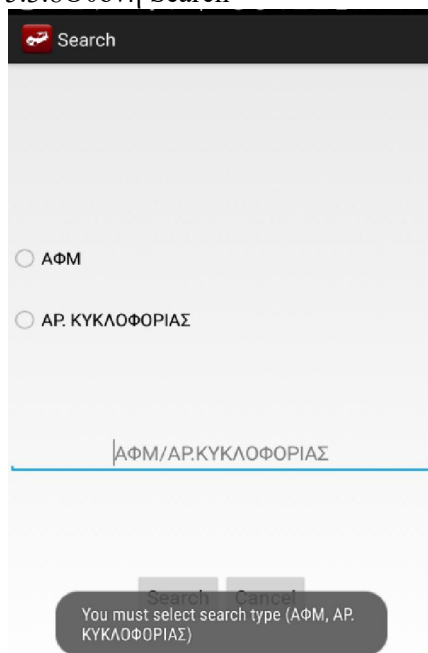 Search
ΑΦΜ
ΑΡ. ΚΥΚΛΟΦΟΡΙΑΣ
ΑΦΜ/ΑΡ.ΚΥΚΛΟΦΟΡΙΑΣ
Search Cancel
You must select search type (ΑΦΜ, ΑΡ.
ΚΥΚΛΟΦΟΡΙΑΣ)